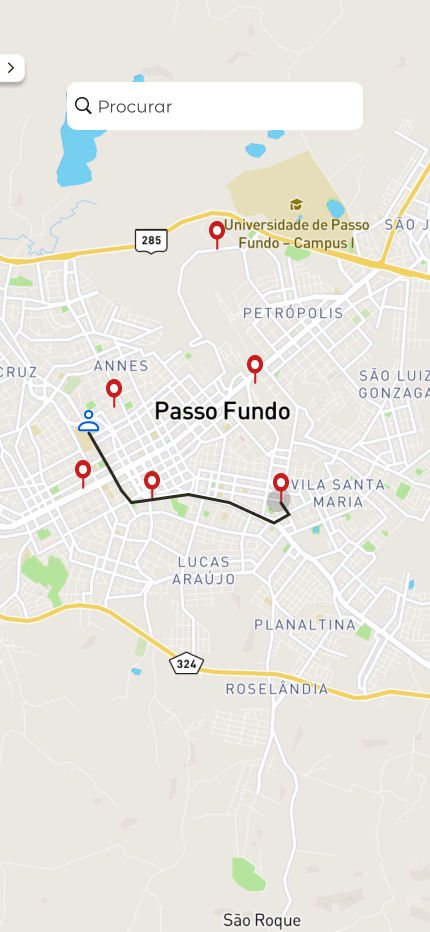 Procurar
Universidade de Passo
Fundo – Campus I
SÃO J
285
PETRÓPOLIS
ANNES
CRUZ
SÃO LUIZ
GONZAGA
Passo Fundo
VILA SANTA
MARIA
LUCAS
ARAÚJO
PLANALTINA
324
ROSELÂNDIA
São Roque